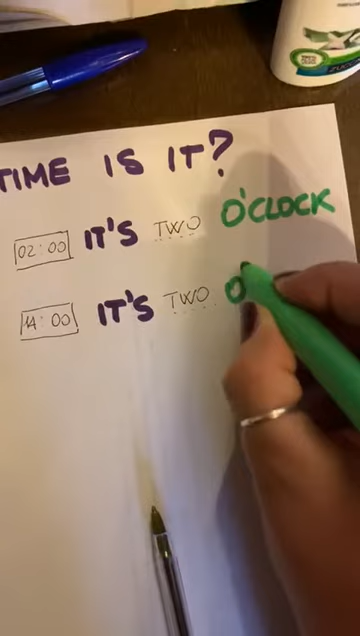 TIME IS IT?
02:00 IT'S TWO O'CLOCK
14:00 IT'S TWO O